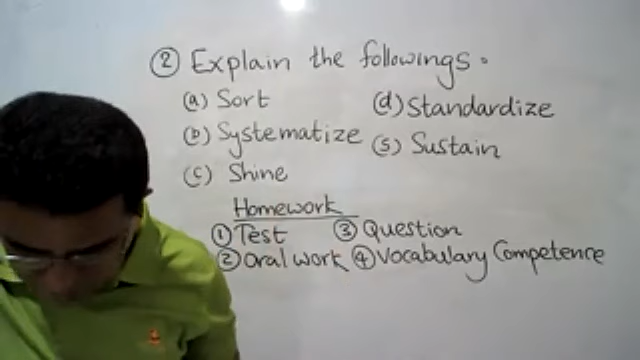 ② Explain the followings.
(a) Sort (d) Standardize
(b) Systematize (5) Sustain
(c) Shine
Homework
① Test ③ Question
② Oral work ④ Vocabulary Competence